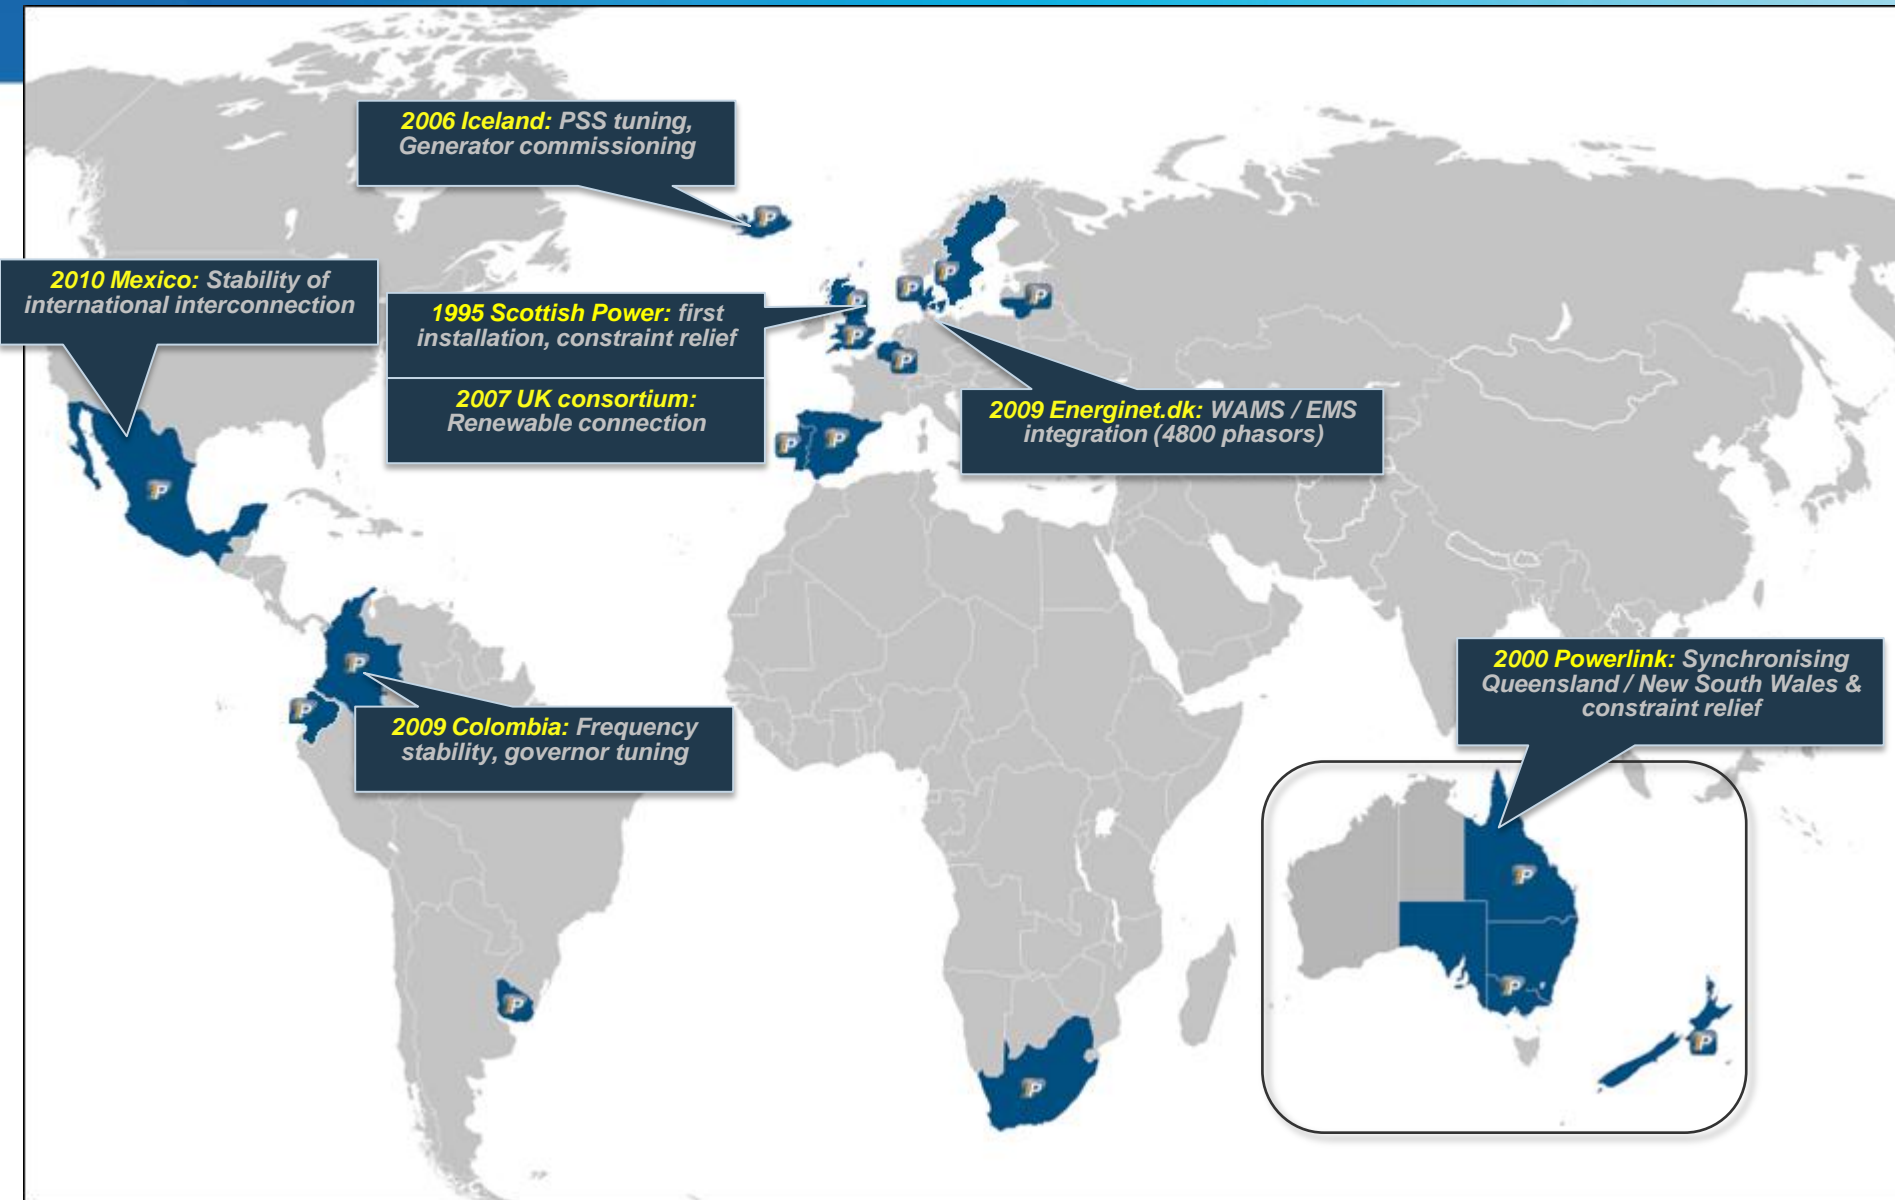 2006 Iceland: PSS tuning,
Generator commissioning
2010 Mexico: Stability of
international interconnection
1995 Scottish Power: first
installation, constraint relief
2007 UK consortium:
Renewable connection
2009 Energinet.dk: WAMS / EMS
integration (4800 phasors)
2000 Powerlink: Synchronising
Queensland / New South Wales &
constraint relief
2009 Colombia: Frequency
stability, governor tuning